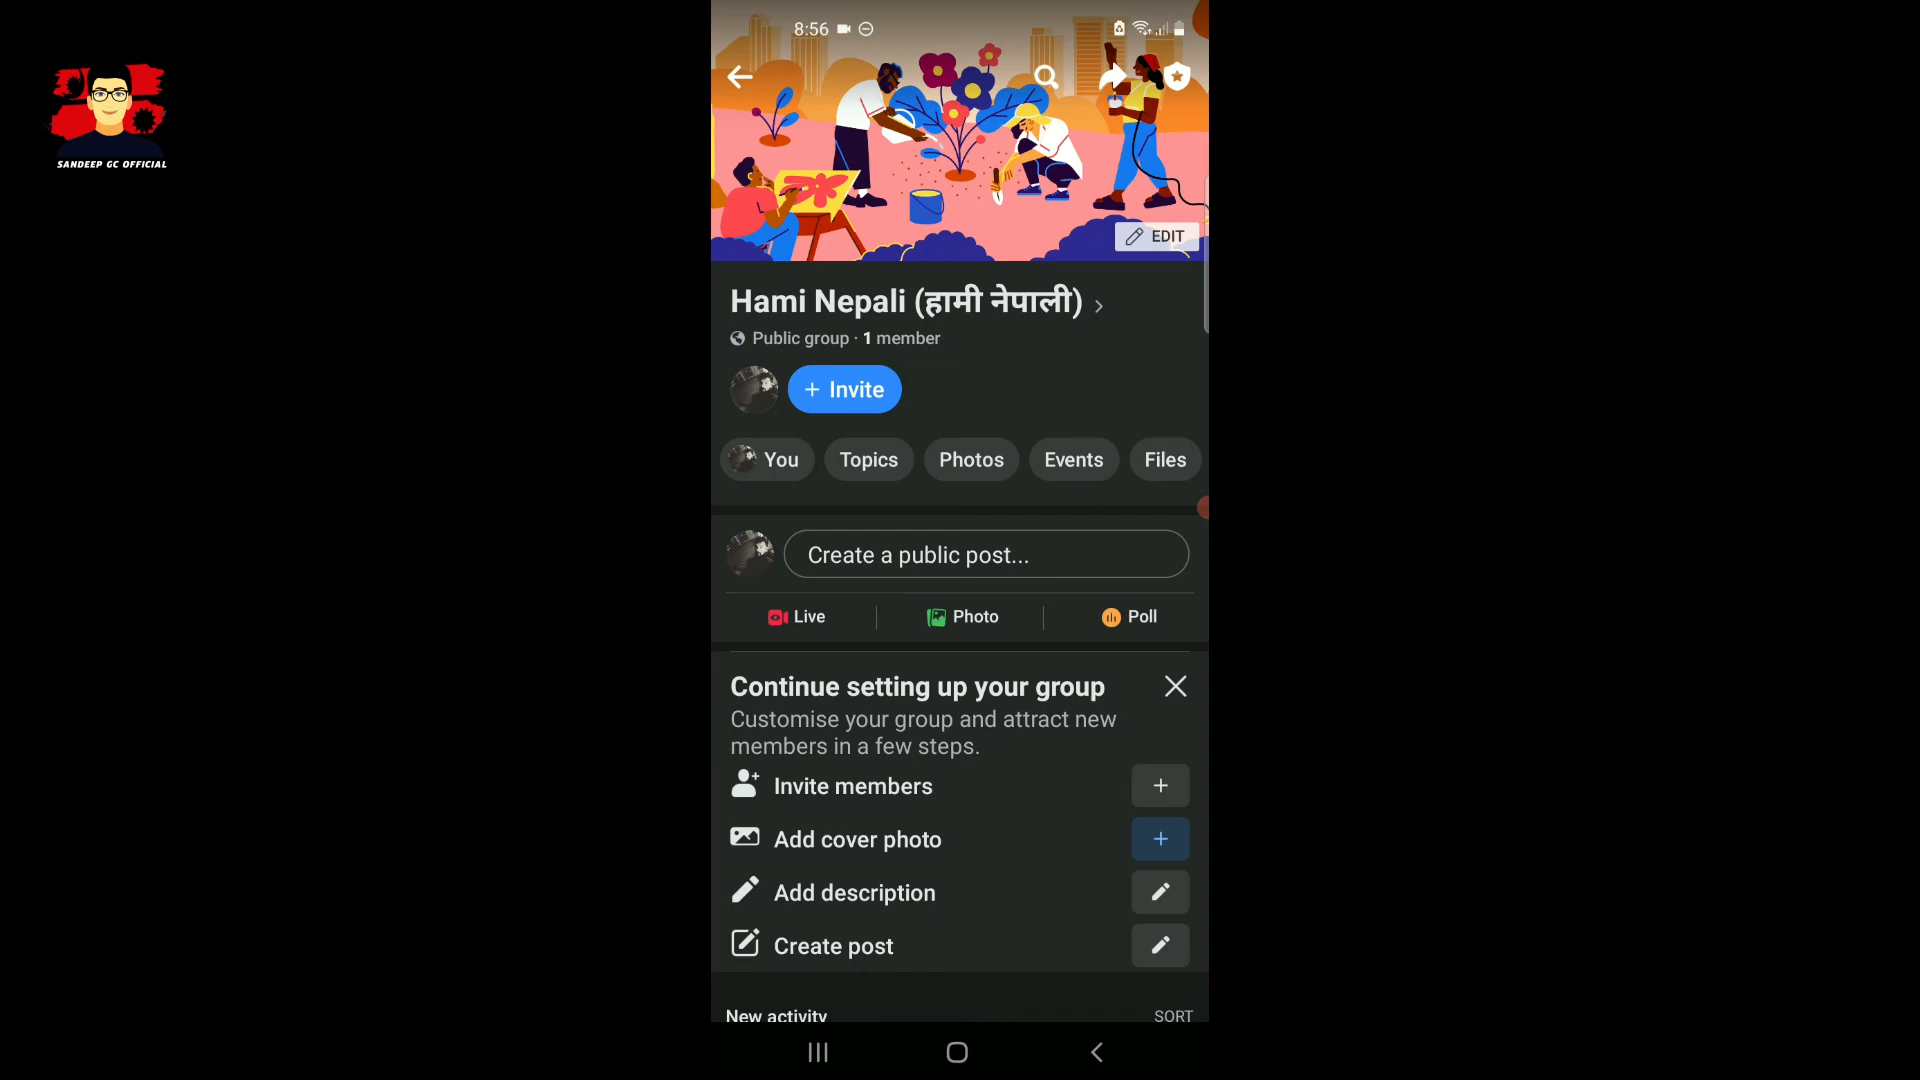 8:56
SANDEEP GC OFFICIAL
EDIT
Hami Nepali (हामी नेपाली)
Public group · 1 member
+ Invite
You Topics Photos Events Files
Create a public post...
Live Photo Poll
Continue setting up your group
Customise your group and attract new
members in a few steps.
Invite members
Add cover photo
Add description
Create post
New activity SORT